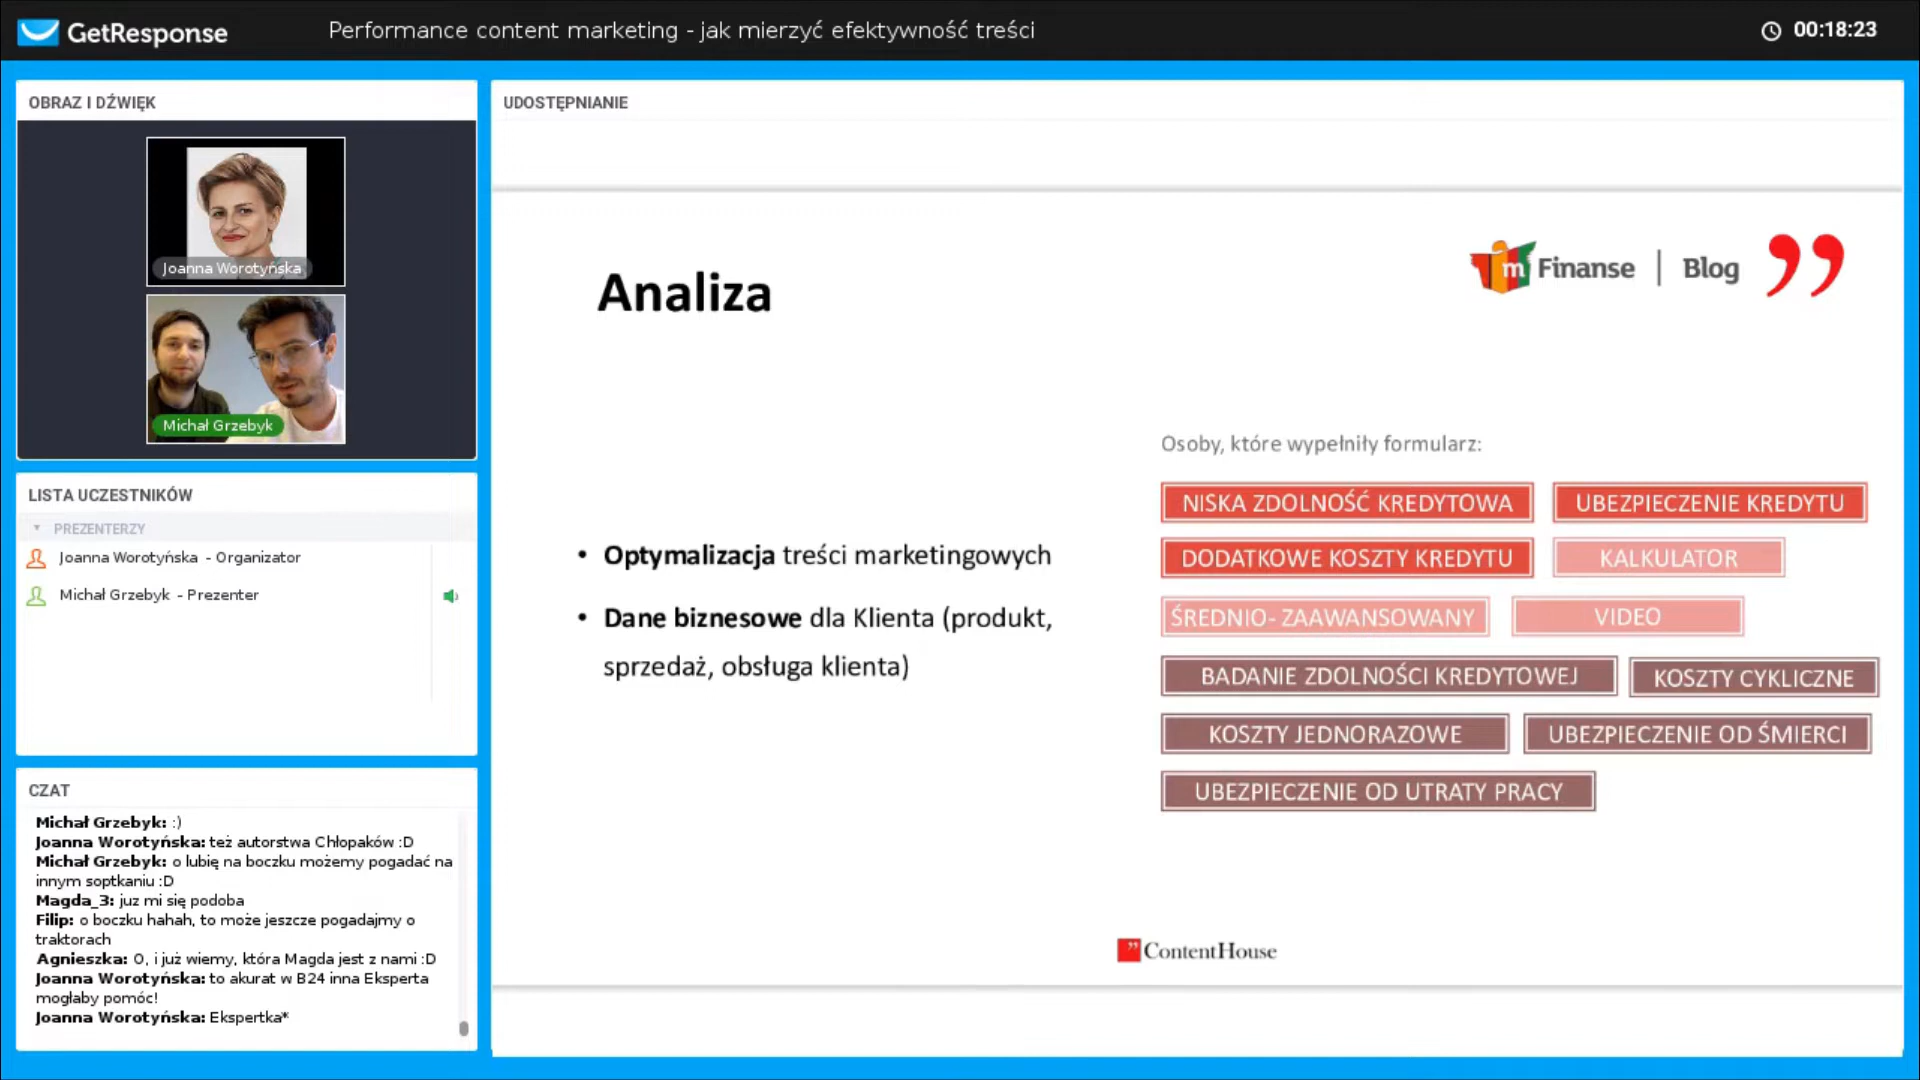 GetResponse
Performance content marketing - jak mierzyć efektywność treści
00:18:23
OBRAZ I DŹWIĘK
Joanna Worotyńska
Michał Grzebyk
LISTA UCZESTNIKÓW
PREZENTERZY
Joanna Worotyńska - Organizator
Michał Grzebyk - Prezenter
CZAT
Michał Grzebyk: :)
Joanna Worotyńska: też autorstwa Chłopaków :D
Michał Grzebyk: o lubię na boczku możemy pogadać na
innym soptkaniu :D
Magda_3: juz mi się podoba
Filip: o boczku hahah, to może jeszcze pogadajmy o
traktorach
Agnieszka: O, i już wiemy, która Magda jest z nami :D
Joanna Worotyńska: to akurat w B24 inna Eksperta
mogłaby pomóc!
Joanna Worotyńska: Ekspertka*
UDOSTĘPNIANIE
Analiza
m Finanse | Blog
• Optymalizacja treści marketingowych
• Dane biznesowe dla Klienta (produkt,
sprzedaż, obsługa klienta)
Osoby, które wypełniły formularz:
NISKA ZDOLNOŚĆ KREDYTOWA
UBEZPIECZENIE KREDYTU
DODATKOWE KOSZTY KREDYTU
KALKULATOR
ŚREDNIO- ZAAWANSOWANY
VIDEO
BADANIE ZDOLNOŚCI KREDYTOWEJ
KOSZTY CYKLICZNE
KOSZTY JEDNORAZOWE
UBEZPIECZENIE OD ŚMIERCI
UBEZPIECZENIE OD UTRATY PRACY
ContentHouse